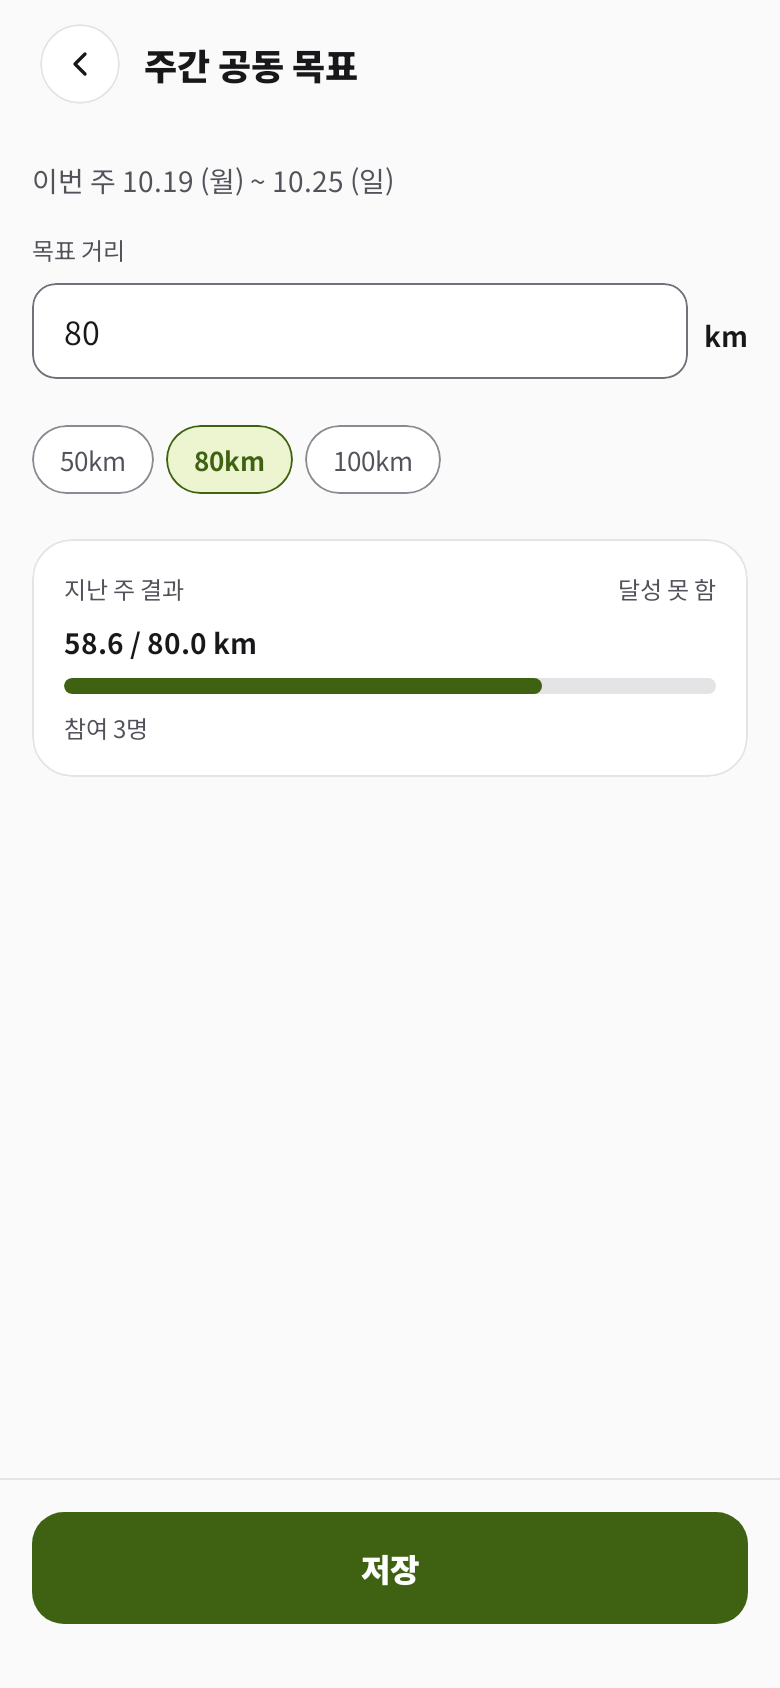 주간 공동 목표
이번 주 10.19 (월) ~ 10.25 (일)
목표 거리
80 km
50km 80km 100km
지난 주 결과 달성 못 함
58.6 / 80.0 km
참여 3명
저장